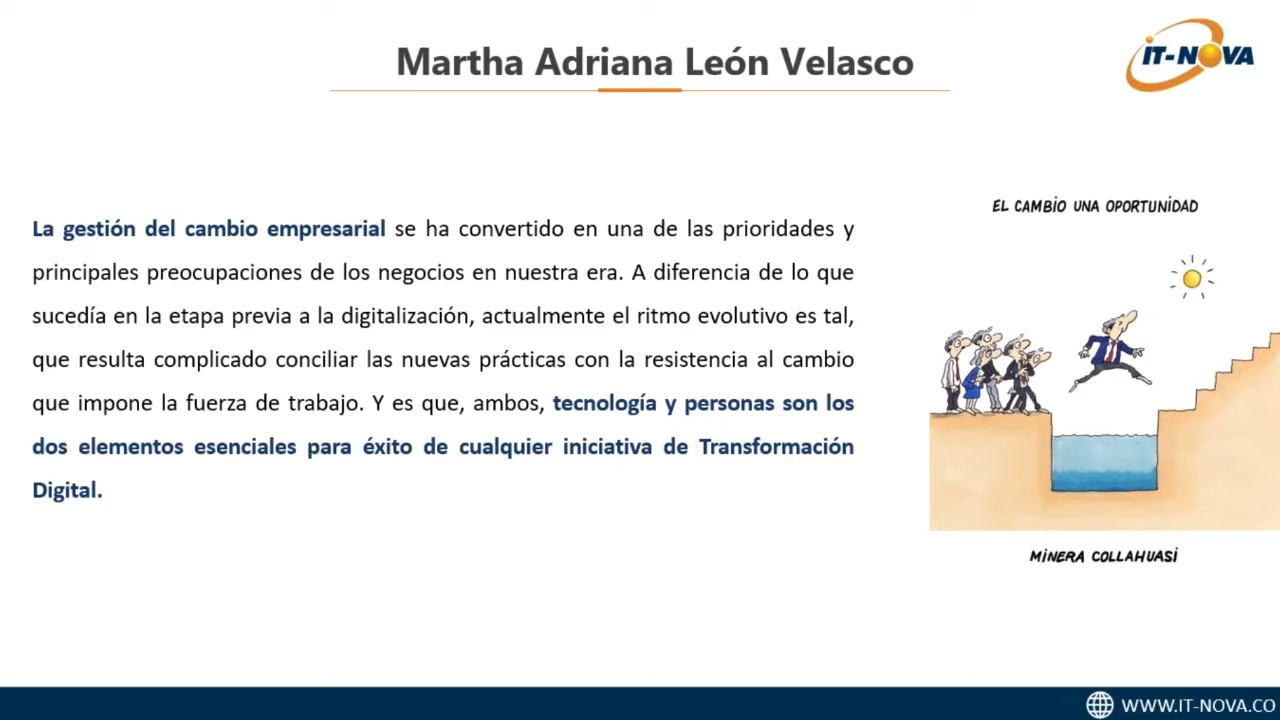 Martha Adriana León Velasco
IT-NOVA
La gestión del cambio empresarial se ha convertido en una de las prioridades y
principales preocupaciones de los negocios en nuestra era. A diferencia de lo que
sucedía en la etapa previa a la digitalización, actualmente el ritmo evolutivo es tal,
que resulta complicado conciliar las nuevas prácticas con la resistencia al cambio
que impone la fuerza de trabajo. Y es que, ambos, tecnología y personas son los
dos elementos esenciales para éxito de cualquier iniciativa de Transformación
Digital.
EL CAMBIO UNA OPORTUNIDAD
MINERA COLLAHUASI
WWW.IT-NOVA.CO